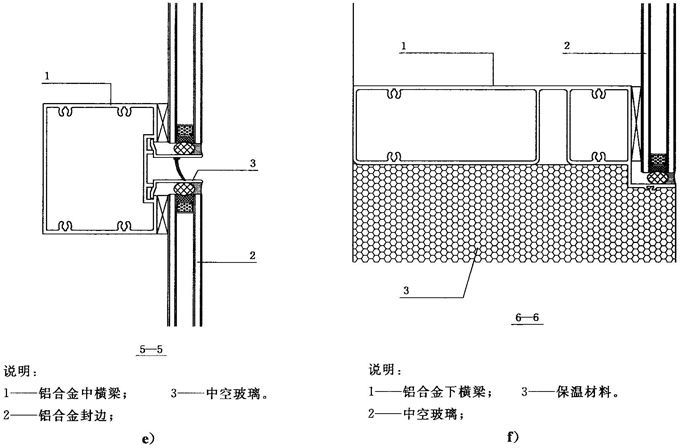 1
3
2
5—5
说明：
1——铝合金中横梁； 3——中空玻璃。
2——铝合金封边；
e)
1
2
3
6—6
说明：
1——铝合金下横梁； 3——保温材料。
2——中空玻璃；
f)